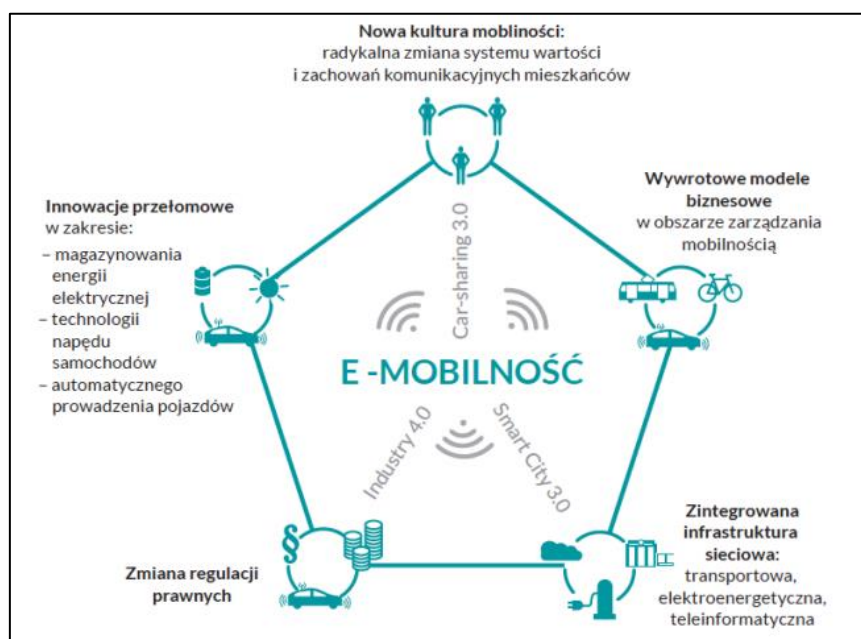 Nowa kultura mobliności:
radykalna zmiana systemu wartości
i zachowań komunikacyjnych mieszkańców
Wywrotowe modele
biznesowe
w obszarze zarządzania
mobilnością
Innowacje przełomowe
w zakresie:
– magazynowania
energii
elektrycznej
– technologii
napędu
samochodów
– automatycznego
prowadzenia pojazdów
Car-sharing 3.0
E -MOBILNOŚĆ
Industry 4.0
Smart City 3.0
§
Zmiana regulacji
prawnych
Zintegrowana
infrastruktura
sieciowa:
transportowa,
elektroenergetyczna,
teleinformatyczna